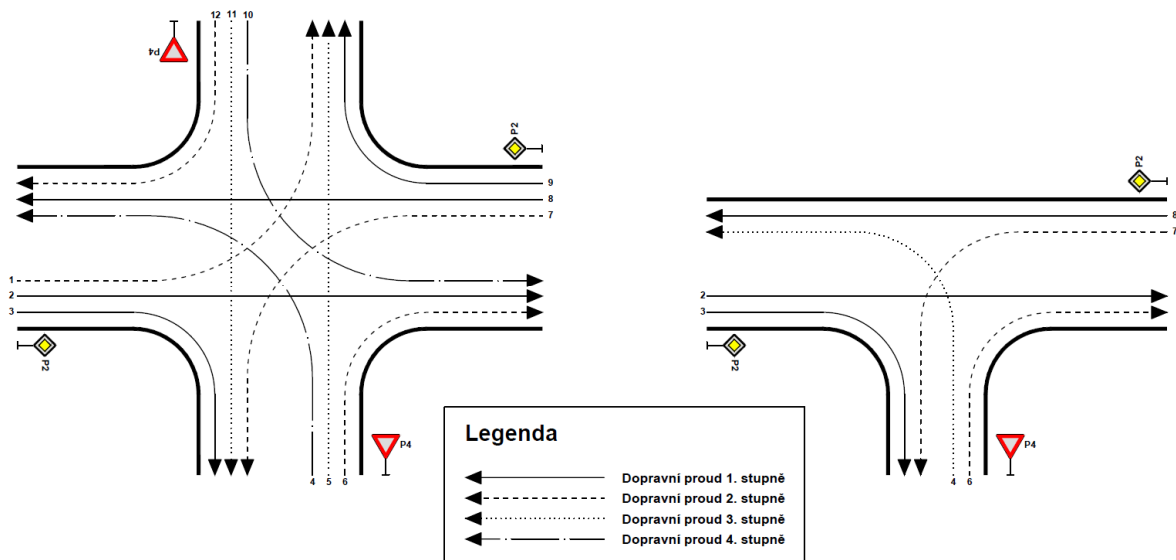 12 11 10
P4
P2
9
8
7
1
2
3
P2
P4
4 5 6
P2
8
7
2
3
P2
P4
4 6
Legenda
Dopravní proud 1. stupně
Dopravní proud 2. stupně
Dopravní proud 3. stupně
Dopravní proud 4. stupně